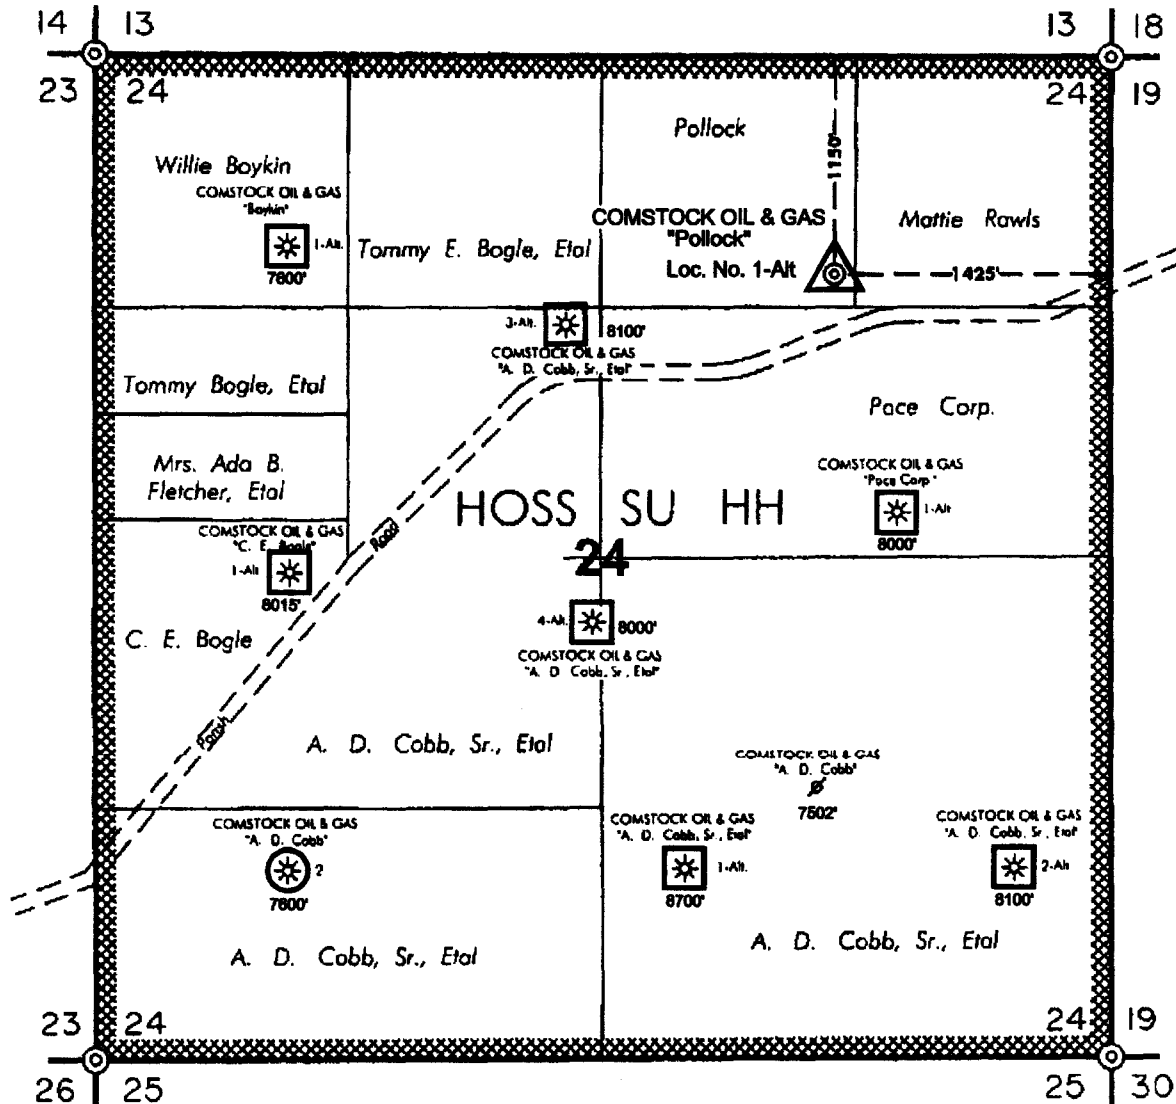 14 13 13 18
23 24 24 19
Pollock
1150'
Willie Boykin
COMSTOCK OIL & GAS
"Boykin"
1-Alt.
7800'
Tommy E. Bogle, Etal
COMSTOCK OIL & GAS
"Pollock"
Loc. No. 1-Alt
Mattie Rawls
1425'
3-Alt.
8100'
COMSTOCK OIL & GAS
"A. D. Cobb, Sr., Etal"
Tommy Bogle, Etal
Pace Corp.
Mrs. Ada B.
Fletcher, Etal
COMSTOCK OIL & GAS
"Pace Corp."
1-Alt
8000'
HOSS SU HH
24
COMSTOCK OIL & GAS
"C. E. Bogle"
1-Alt
8015'
Road
C. E. Bogle
4-Alt.
8000'
COMSTOCK OIL & GAS
"A. D. Cobb, Sr., Etal"
Parish
A. D. Cobb, Sr., Etal
COMSTOCK OIL & GAS
"A. D. Cobb"
7502'
COMSTOCK OIL & GAS
"A. D. Cobb"
2
7600'
COMSTOCK OIL & GAS
"A. D. Cobb, Sr., Etal"
1-Alt.
8700'
COMSTOCK OIL & GAS
"A. D. Cobb, Sr., Etal"
2-Alt
8100'
A. D. Cobb, Sr., Etal
A. D. Cobb, Sr., Etal
23 24 24 19
26 25 25 30